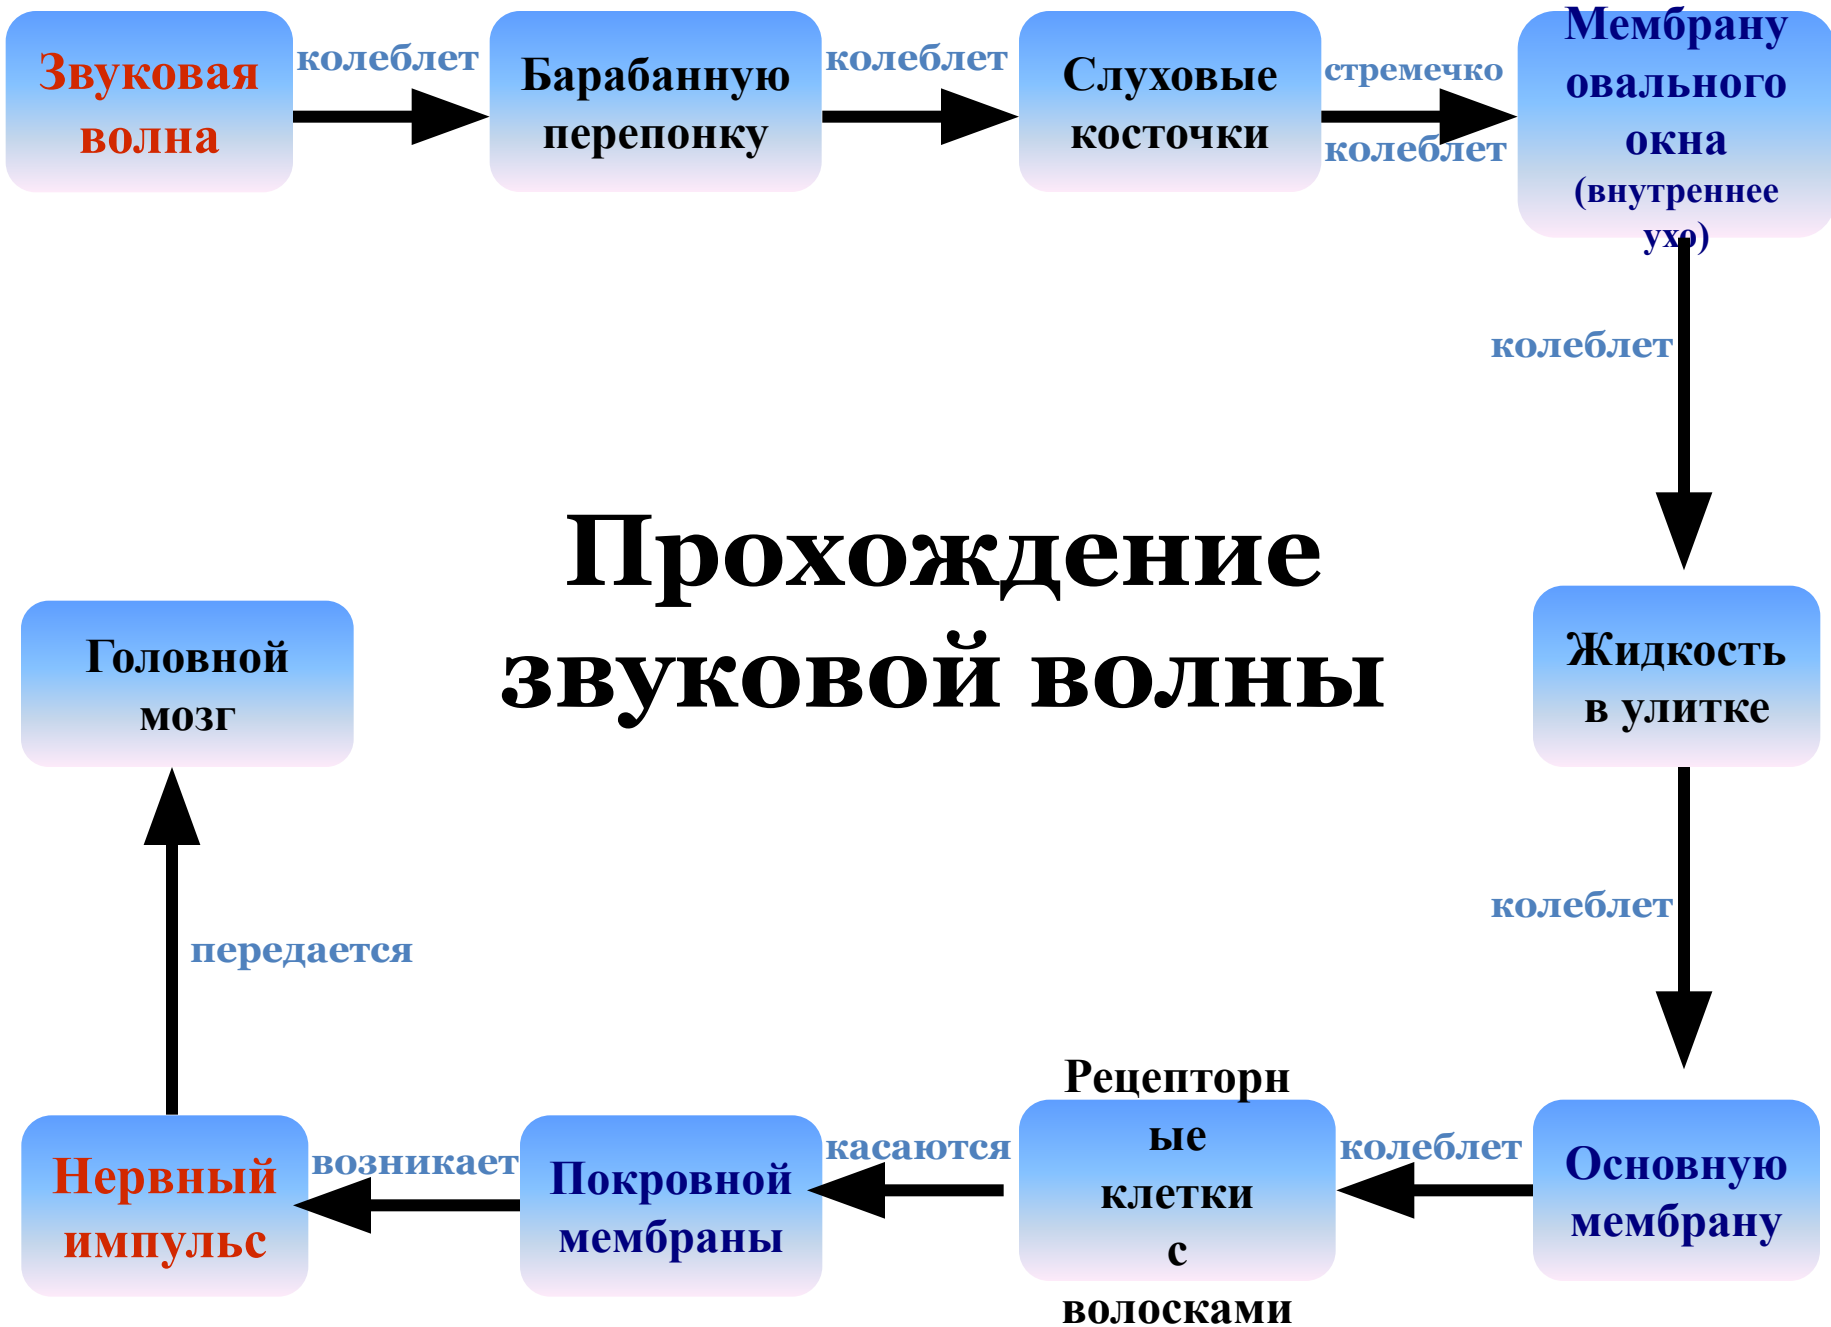 Звуковая
волна
колеблет
Барабанную
перепонку
колеблет
Слуховые
косточки
стремечко
колеблет
Мембрану
овального
окна
(внутреннее
ухо)
колеблет
Прохождение
звуковой волны
Жидкость
в улитке
колеблет
Основную
мембрану
колеблет
Рецепторн
ые
клетки
с
волосками
касаются
Покровной
мембраны
возникает
Нервный
импульс
передается
Головной
мозг